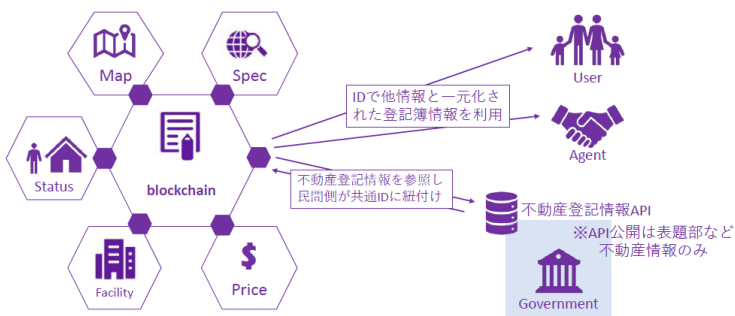 Map
Spec
Status
blockchain
Facility
Price
IDで他情報と一元化さ
れた登記簿情報を利用
不動産登記情報を参照し
民間側が共通IDに紐付け
User
Agent
不動産登記情報API
※API公開は表題部など
不動産情報のみ
Government